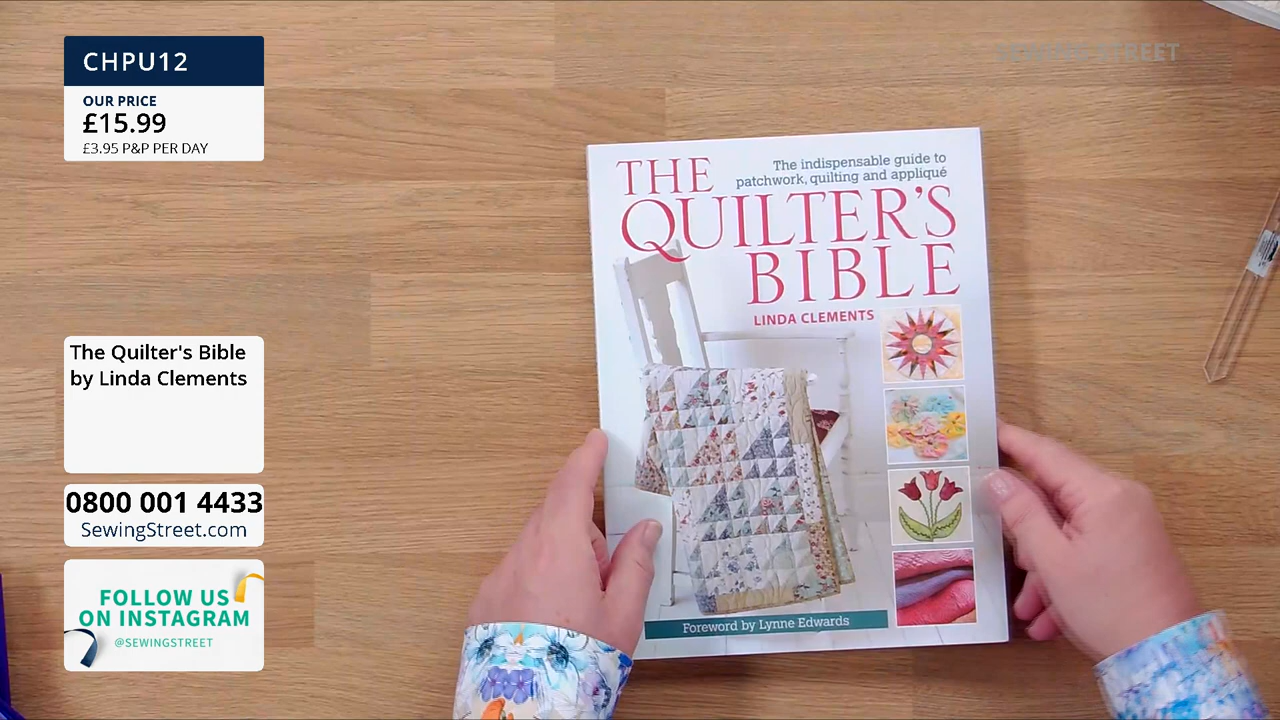 CHPU12
OUR PRICE
£15.99
£3.95 P&P PER DAY
The Quilter's Bible
by Linda Clements
0800 001 4433
SewingStreet.com
FOLLOW US
ON INSTAGRAM
@SEWINGSTREET
SEWING STREET
The indispensable guide to
patchwork, quilting and appliqué
THE
QUILTER'S
BIBLE
LINDA CLEMENTS
Foreword by Lynne Edwards